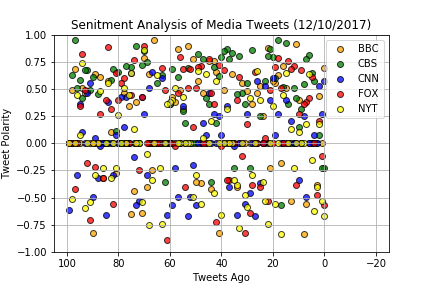 Senitment Analysis of Media Tweets (12/10/2017)
Tweet Polarity
1.00
0.75
0.50
0.25
0.00
−0.25
−0.50
−0.75
−1.00
BBC
CBS
CNN
FOX
NYT
100
80
60
40
20
0
−20
Tweets Ago